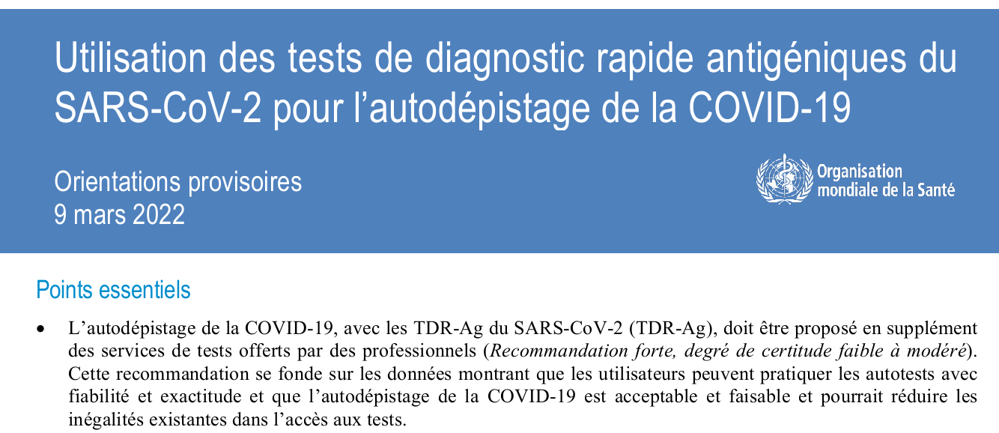 Utilisation des tests de diagnostic rapide antigéniques du
SARS-CoV-2 pour l’autodépistage de la COVID-19
Orientations provisoires
9 mars 2022
Organisation
mondiale de la Santé
Points essentiels
• L’autodépistage de la COVID-19, avec les TDR-Ag du SARS-CoV-2 (TDR-Ag), doit être proposé en supplément
des services de tests offerts par des professionnels (Recommandation forte, degré de certitude faible à modéré).
Cette recommandation se fonde sur les données montrant que les utilisateurs peuvent pratiquer les autotests avec
fiabilité et exactitude et que l’autodépistage de la COVID-19 est acceptable et faisable et pourrait réduire les
inégalités existantes dans l’accès aux tests.